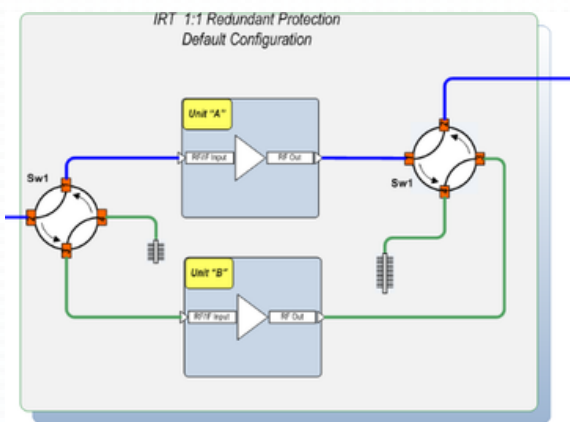 IRT 1:1 Redundant Protection
Default Configuration
Unit "A"
RF/IF Input
RF Out
Sw1
Sw1
Unit "B"
RF/IF Input
RF Out